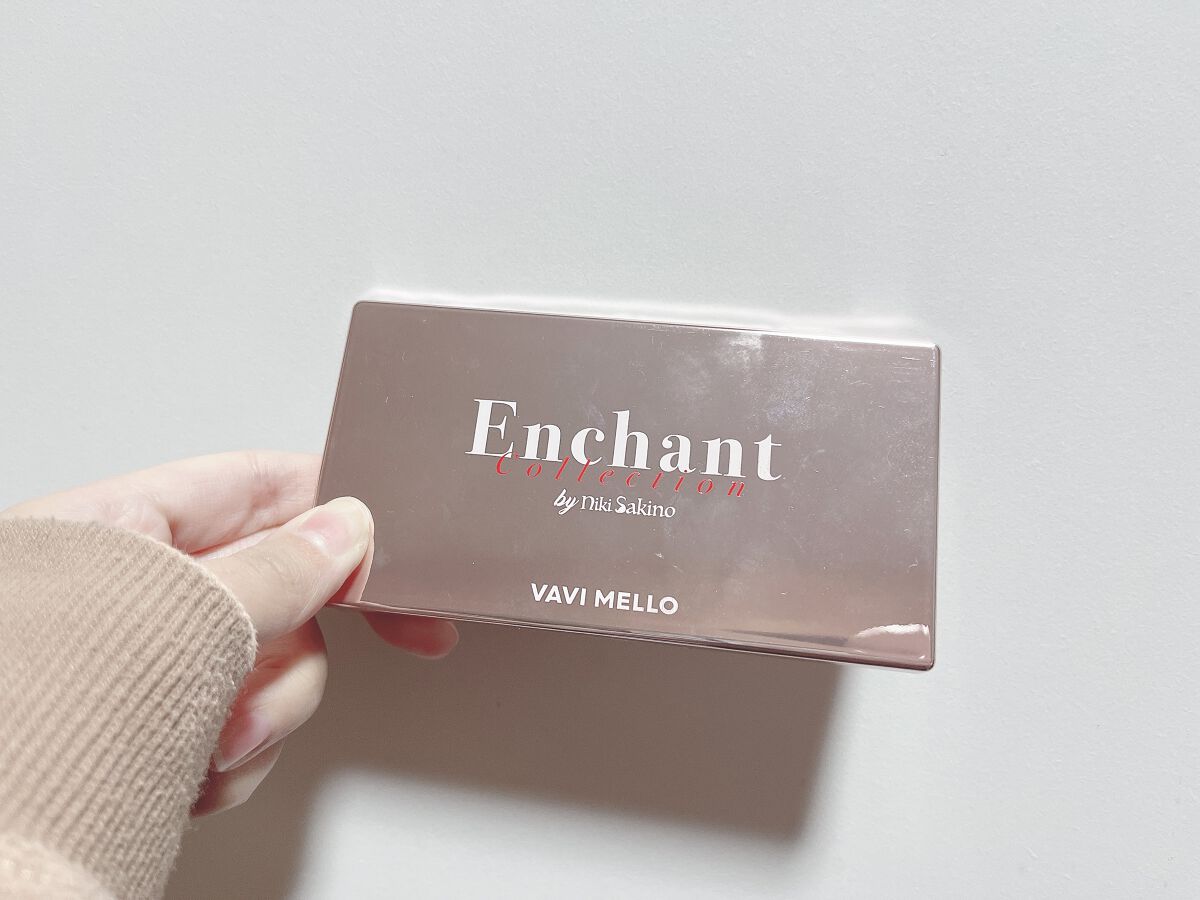 Enchant
Collection
by Niki Sakino
VAVI MELLO